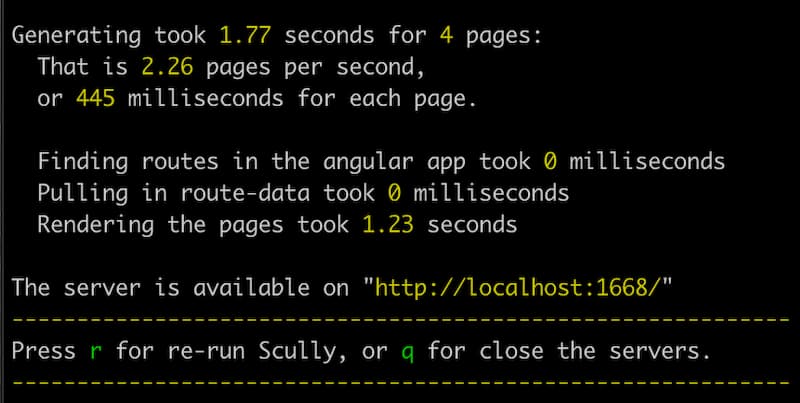 Generating took 1.77 seconds for 4 pages:
That is 2.26 pages per second,
or 445 milliseconds for each page.
Finding routes in the angular app took 0 milliseconds
Pulling in route-data took 0 milliseconds
Rendering the pages took 1.23 seconds
The server is available on "http://localhost:1668/"
------------------------------------------------------------
Press r for re-run Scully, or q for close the servers.
------------------------------------------------------------